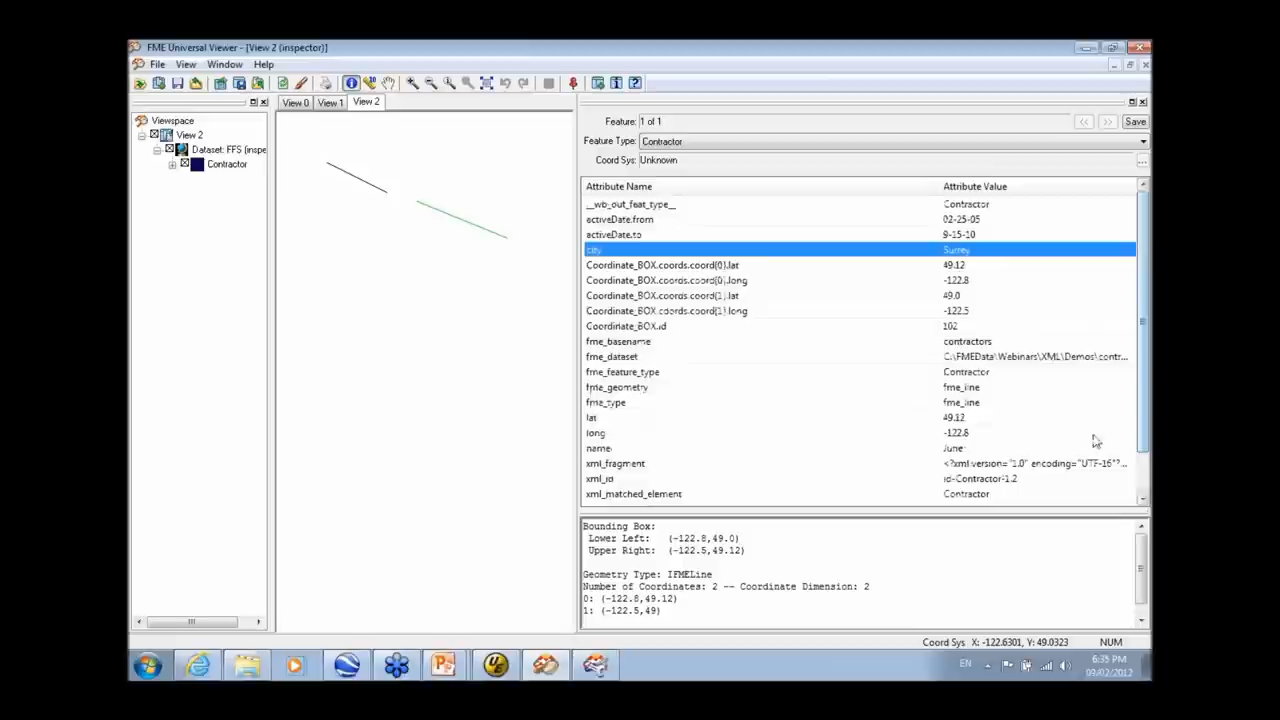 FME Universal Viewer - [View 2 (inspector)]
File View Window Help
View 0 View 1 View 2
Viewspace
View 2
Dataset: FFS (inspe
Contractor
Feature: 1 of 1
Save
Feature Type: Contractor
Coord Sys: Unknown
...
Attribute Name Attribute Value
__wb_out_feat_type__ Contractor
activeDate.from 02-25-05
activeDate.to 9-15-10
city Surrey
Coordinate_BOX.coords.coord{0}.lat 49.12
Coordinate_BOX.coords.coord{0}.long -122.8
Coordinate_BOX.coords.coord{1}.lat 49.0
Coordinate_BOX.coords.coord{1}.long -122.5
Coordinate_BOX.id 102
fme_basename contractors
fme_dataset C:\FMEData\Webinars\XML\Demos\contr...
fme_feature_type Contractor
fme_geometry fme_line
fme_type fme_line
lat 49.12
long -122.8
name June
xml_fragment <?xml version="1.0" encoding="UTF-16"?...
xml_id id-Contractor-1.2
xml_matched_element Contractor
Bounding Box:
Lower Left: (-122.8,49.0)
Upper Right: (-122.5,49.12)
Geometry Type: IFMELine
Number of Coordinates: 2 -- Coordinate Dimension: 2
0: (-122.8,49.12)
1: (-122.5,49)
Coord Sys X: -122.6301, Y: 49.0323 NUM
EN 6:35 PM
09/02/2012